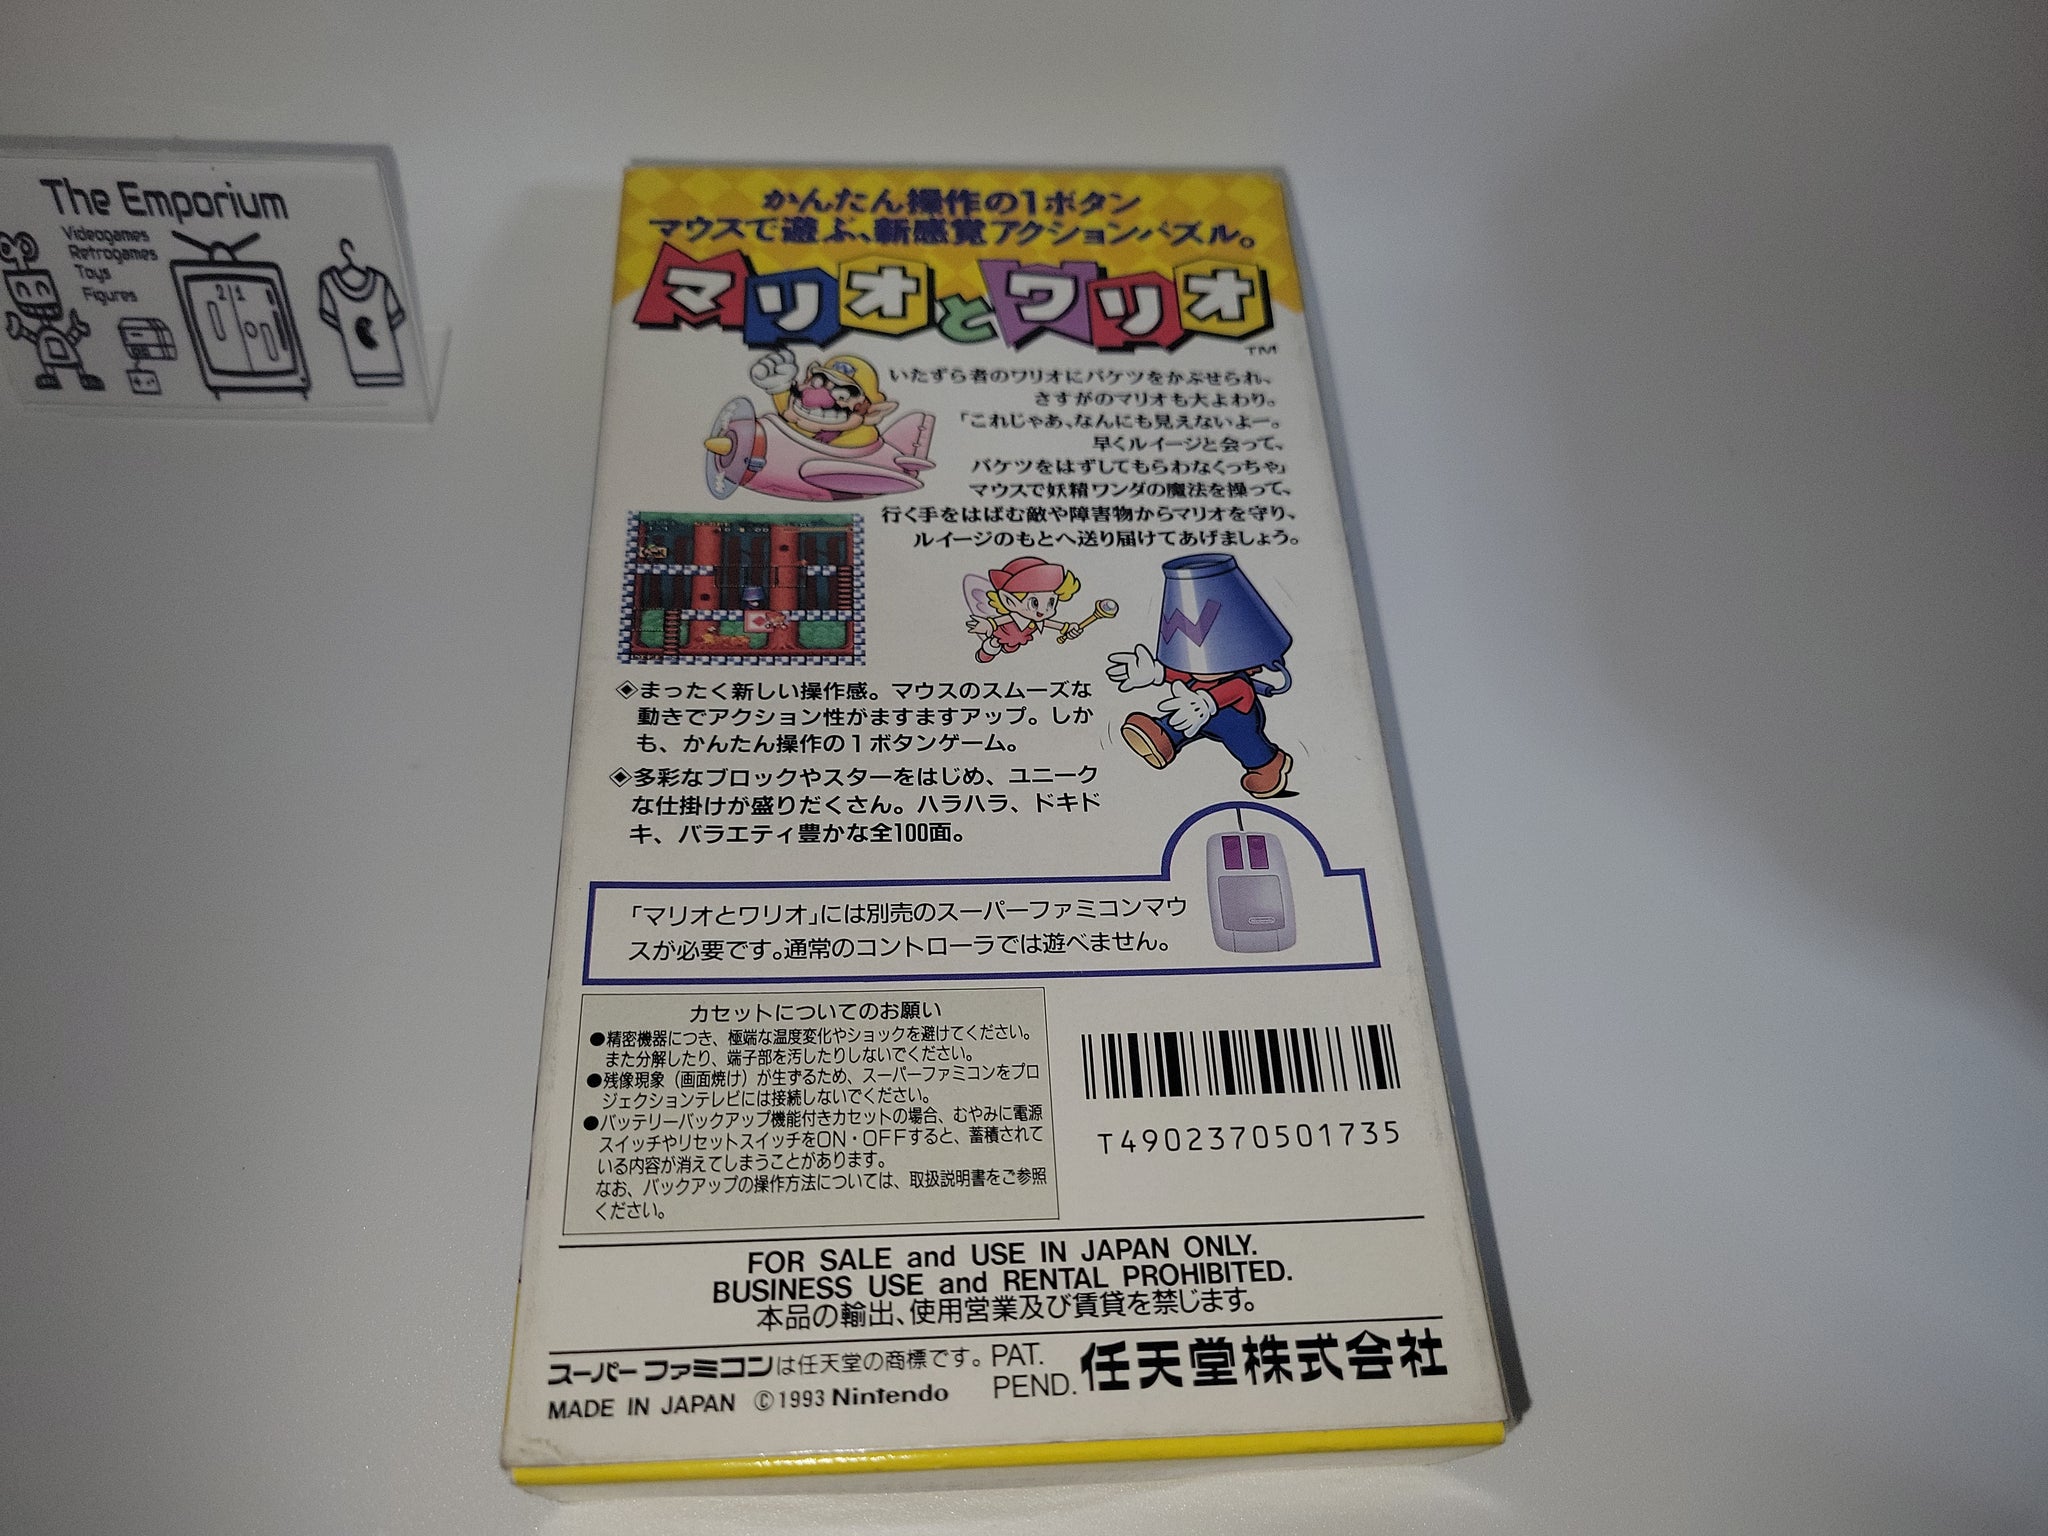 The Emporium
Videogames
Retrogames
Toys
Figures
かんたん操作の1ボタン
マウスで遊ぶ、新感覚アクションパズル。
マリオとワリオ
TM
いたずら者のワリオにバケツをかぶせられ、
さすがのマリオも大よわり。
「これじゃあ、なんにも見えないよー。
早くルイージと会って、
バケツをはずしてもらわなくっちゃ」
マウスで妖精ワンダの魔法を操って、
行く手をはばむ敵や障害物からマリオを守り、
ルイージのもとへ送り届けてあげましょう。
W
◈まったく新しい操作感。マウスのスムーズな
動きでアクション性がますますアップ。しか
も、かんたん操作の1ボタンゲーム。
◈多彩なブロックやスターをはじめ、ユニーク
な仕掛けが盛りだくさん。ハラハラ、ドキド
キ、バラエティ豊かな全100面。
「マリオとワリオ」には別売のスーパーファミコンマウ
スが必要です。通常のコントローラでは遊べません。
カセットについてのお願い
●精密機器につき、極端な温度変化やショックを避けてください。
また分解したり、端子部を汚したりしないでください。
●残像現象（画面焼け）が生ずるため、スーパーファミコンをプロ
ジェクションテレビには接続しないでください。
●バッテリーバックアップ機能付きカセットの場合、むやみに電源
スイッチやリセットスイッチをON・OFFすると、蓄積されて
いる内容が消えてしまうことがあります。
なお、バックアップの操作方法については、取扱説明書をご参照
ください。
T4902370501735
FOR SALE and USE IN JAPAN ONLY.
BUSINESS USE and RENTAL PROHIBITED.
本品の輸出、使用営業及び賃貸を禁じます。
スーパーファミコンは任天堂の商標です。
MADE IN JAPAN ©1993 Nintendo
PAT.
PEND.
任天堂株式会社